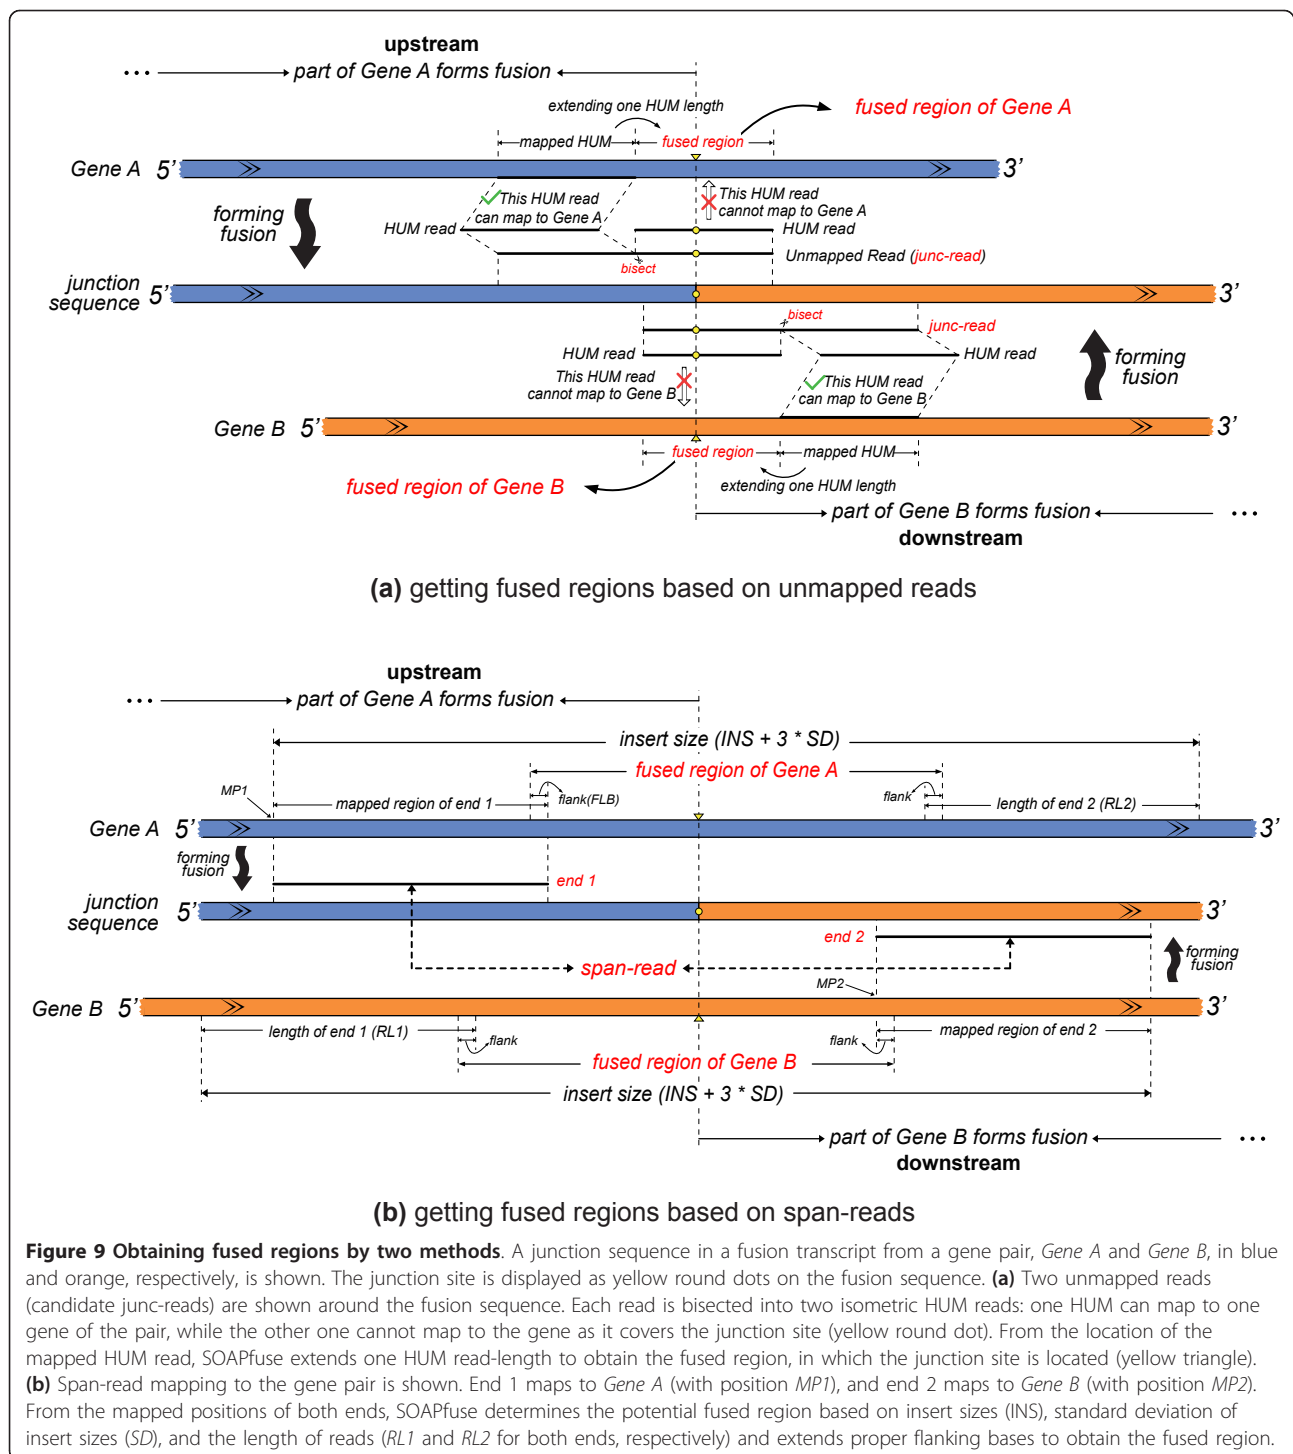 upstream
••• part of Gene A forms fusion
extending one HUM length
fused region of Gene A
mapped HUM fused region
Gene A 5’ 3’
This HUM read
can map to Gene A
This HUM read
cannot map to Gene A
forming
fusion
HUM read
HUM read
Unmapped Read (junc-read)
bisect
junction
sequence 5’ 3’
bisect
junc-read
HUM read
HUM read
forming
fusion
This HUM read
cannot map to Gene B
This HUM read
can map to Gene B
Gene B 5’ 3’
fused region mapped HUM
fused region of Gene B
extending one HUM length
part of Gene B forms fusion •••
downstream
(a) getting fused regions based on unmapped reads
upstream
••• part of Gene A forms fusion
insert size (INS + 3 * SD)
fused region of Gene A
MP1
mapped region of end 1
flank(FLB)
flank
length of end 2 (RL2)
Gene A 5’ 3’
forming
fusion
end 1
junction
sequence 5’ 3’
end 2
span-read
forming
fusion
MP2
Gene B 5’ 3’
length of end 1 (RL1)
flank
flank
mapped region of end 2
fused region of Gene B
insert size (INS + 3 * SD)
part of Gene B forms fusion •••
downstream
(b) getting fused regions based on span-reads
Figure 9 Obtaining fused regions by two methods. A junction sequence in a fusion transcript from a gene pair, Gene A and Gene B, in blue
and orange, respectively, is shown. The junction site is displayed as yellow round dots on the fusion sequence. (a) Two unmapped reads
(candidate junc-reads) are shown around the fusion sequence. Each read is bisected into two isometric HUM reads: one HUM can map to one
gene of the pair, while the other one cannot map to the gene as it covers the junction site (yellow round dot). From the location of the
mapped HUM read, SOAPfuse extends one HUM read-length to obtain the fused region, in which the junction site is located (yellow triangle).
(b) Span-read mapping to the gene pair is shown. End 1 maps to Gene A (with position MP1), and end 2 maps to Gene B (with position MP2).
From the mapped positions of both ends, SOAPfuse determines the potential fused region based on insert sizes (INS), standard deviation of
insert sizes (SD), and the length of reads (RL1 and RL2 for both ends, respectively) and extends proper flanking bases to obtain the fused region.